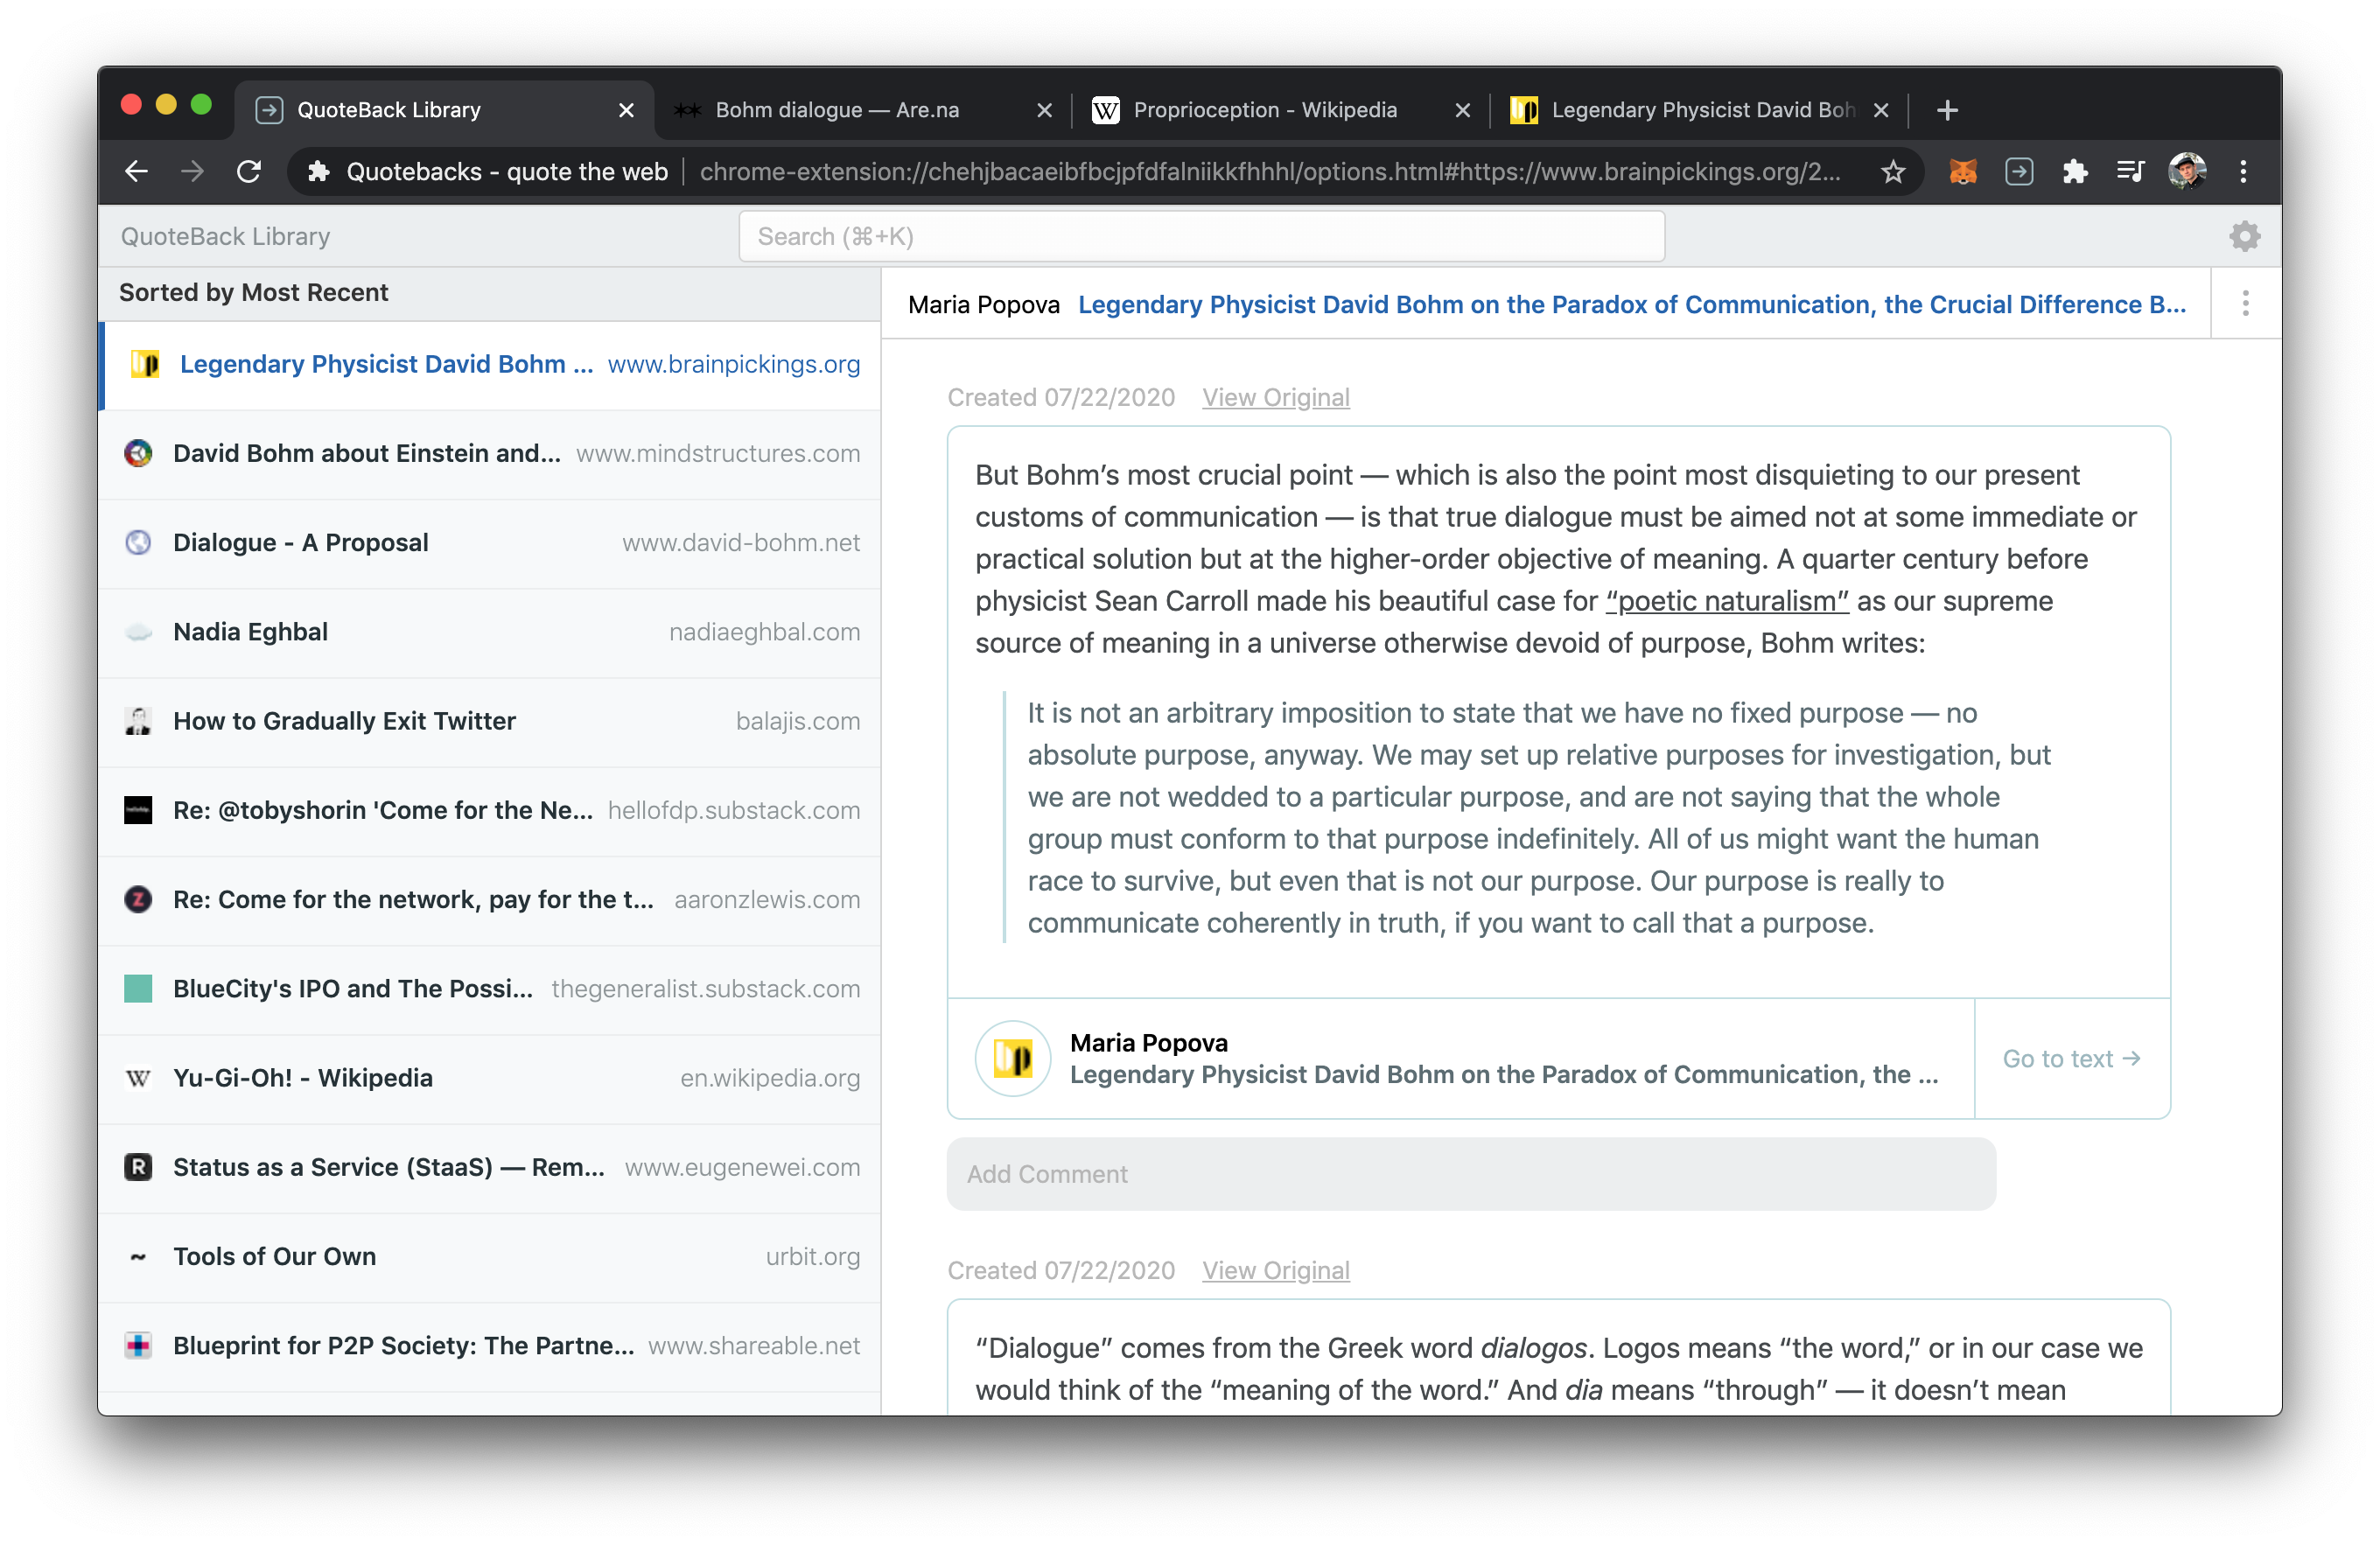 QuoteBack Library
Bohm dialogue — Are.na
W Proprioception - Wikipedia
Legendary Physicist David Boh
Quotebacks - quote the web
chrome-extension://chehjbacaeibfbcjpfdfalniikkfhhhl/options.html#https://www.brainpickings.org/2...
QuoteBack Library
Search (⌘+K)
Sorted by Most Recent
Legendary Physicist David Bohm ... www.brainpickings.org
David Bohm about Einstein and... www.mindstructures.com
Dialogue - A Proposal www.david-bohm.net
Nadia Eghbal nadiaeghbal.com
How to Gradually Exit Twitter balajis.com
Re: @tobyshorin 'Come for the Ne... hellofdp.substack.com
Z Re: Come for the network, pay for the t... aaronzlewis.com
BlueCity's IPO and The Possi... thegeneralist.substack.com
W Yu-Gi-Oh! - Wikipedia en.wikipedia.org
R Status as a Service (StaaS) — Rem... www.eugenewei.com
~ Tools of Our Own urbit.org
Blueprint for P2P Society: The Partne... www.shareable.net
Maria Popova Legendary Physicist David Bohm on the Paradox of Communication, the Crucial Difference B...
Created 07/22/2020 View Original
But Bohm’s most crucial point — which is also the point most disquieting to our present
customs of communication — is that true dialogue must be aimed not at some immediate or
practical solution but at the higher-order objective of meaning. A quarter century before
physicist Sean Carroll made his beautiful case for “poetic naturalism” as our supreme
source of meaning in a universe otherwise devoid of purpose, Bohm writes:
It is not an arbitrary imposition to state that we have no fixed purpose — no
absolute purpose, anyway. We may set up relative purposes for investigation, but
we are not wedded to a particular purpose, and are not saying that the whole
group must conform to that purpose indefinitely. All of us might want the human
race to survive, but even that is not our purpose. Our purpose is really to
communicate coherently in truth, if you want to call that a purpose.
bp
Maria Popova
Legendary Physicist David Bohm on the Paradox of Communication, the ...
Go to text →
Add Comment
Created 07/22/2020 View Original
“Dialogue” comes from the Greek word dialogos. Logos means “the word,” or in our case we
would think of the “meaning of the word.” And dia means “through” — it doesn’t mean